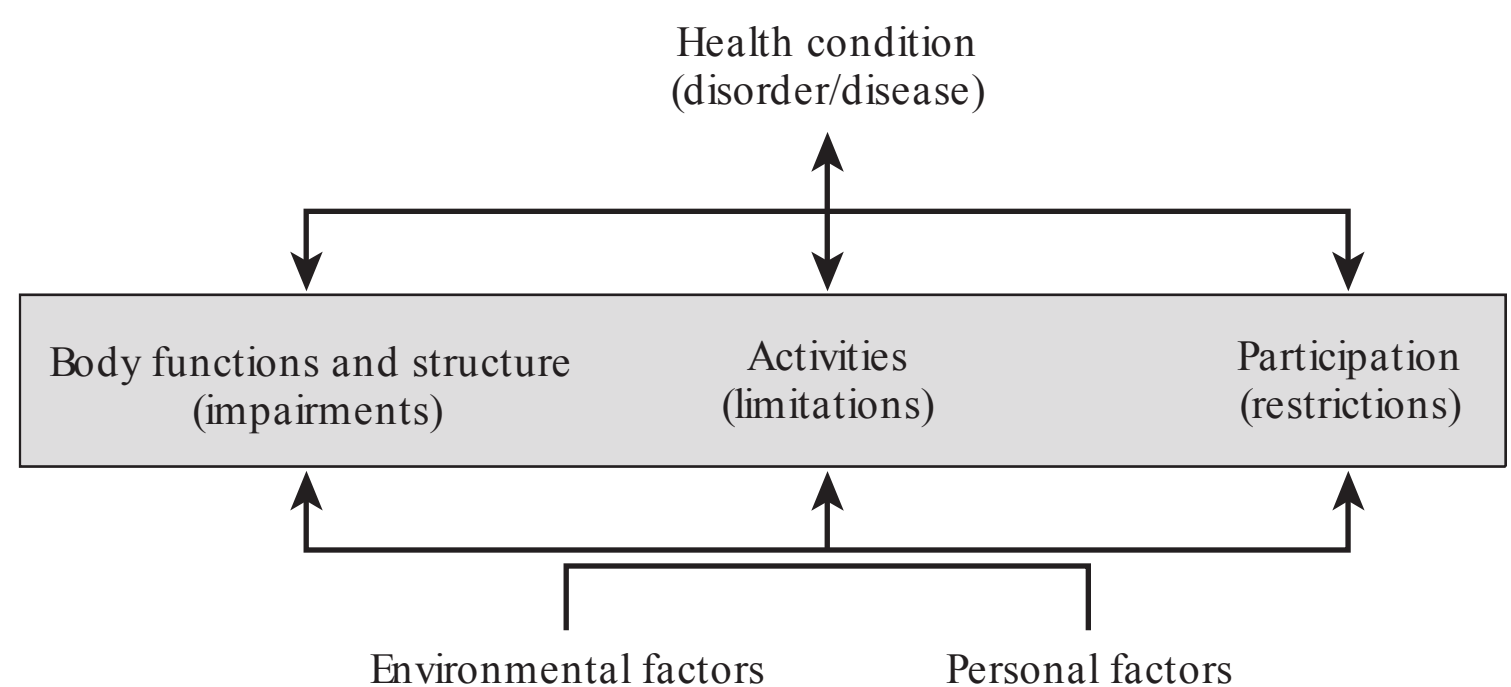 Health condition
(disorder/disease)
Body functions and structure
(impairments)
Activities
(limitations)
Participation
(restrictions)
Environmental factors
Personal factors